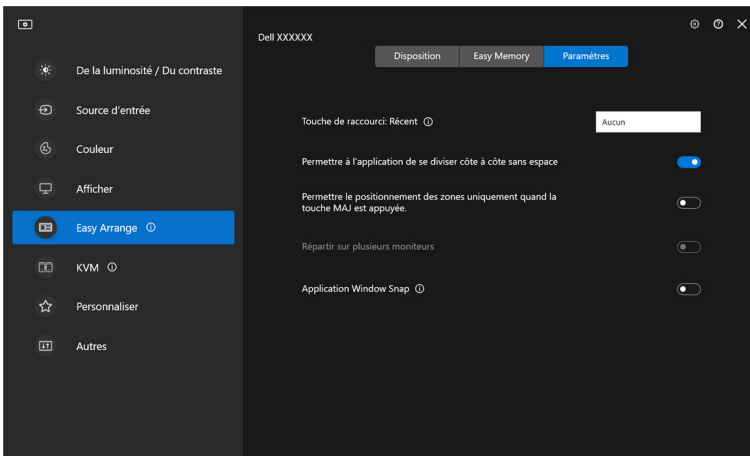 Dell XXXXXX
Disposition
Easy Memory
Paramètres
De la luminosité / Du contraste
Source d'entrée
Couleur
Afficher
Easy Arrange
KVM
Personnaliser
Autres
Touche de raccourci: Récent
Aucun
Permettre à l'application de se diviser côte à côte sans espace
Permettre le positionnement des zones uniquement quand la
touche MAJ est appuyée.
Répartir sur plusieurs moniteurs
Application Window Snap